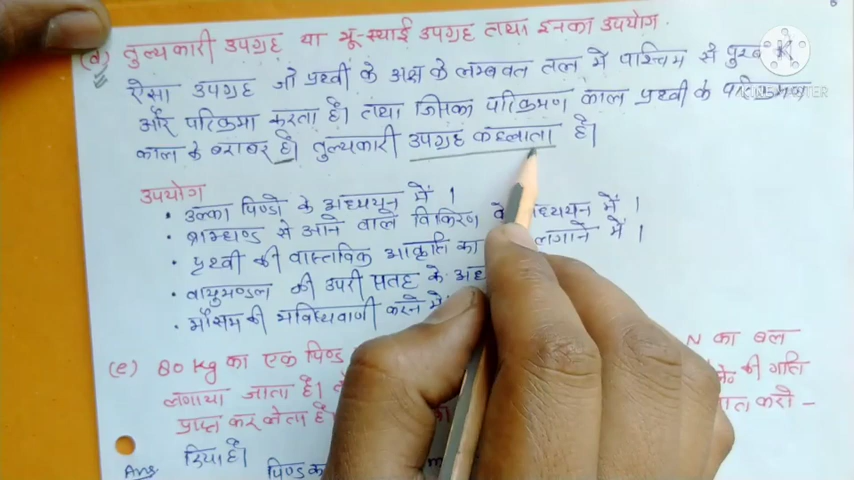 (d) तुल्यकारी उपग्रह या भू-स्थाई उपग्रह तथा इनका उपयोग.
ऐसा उपग्रह जो पृथ्वी के अक्ष के लम्बवत तल में पश्चिम से पुरब की
और परिक्रमा करता है। तथा जिसका परिक्रमण काल पृथ्वी के परिक्रमण
काल के बराबर है। तुल्यकारी उपग्रह कहलाता है।
उपयोग
• उल्का पिण्डो के अध्ययन में।
• ब्राम्हाण्ड से आने वाले विकिरण के अध्ययन में।
• पृथ्वी की वास्तविक आकृति का लगाने में।
• वायुमण्डल की उपरी सतह के
• मौसम की भविष्यवाणी करने में
(e) 80 kg का एक पिण्ड N का बल
लगाया जाता है। की गति
प्राप्त कर लेता है ज्ञात करो -
दिया है।
Ans पिण्ड का
KINEMASTER